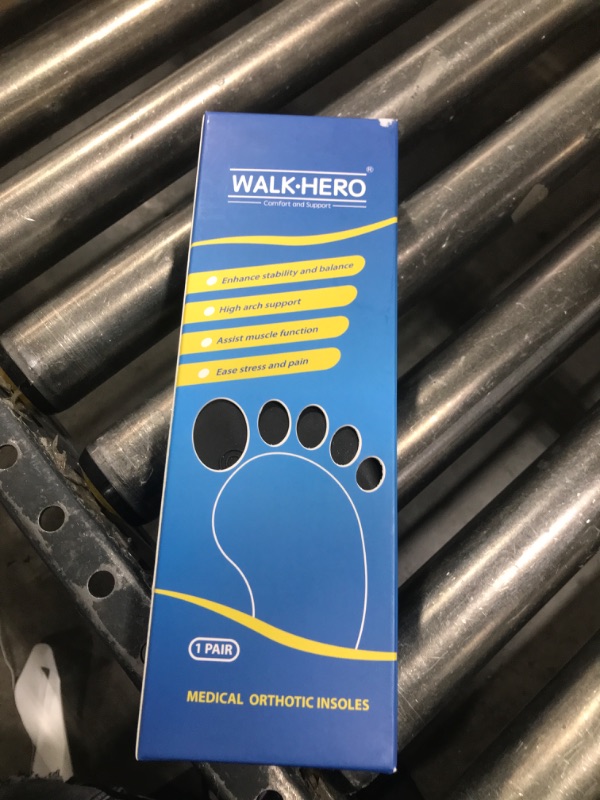 WALK·HERO®
Comfort and Support
Enhance stability and balance
High arch support
Assist muscle function
Ease stress and pain
1 PAIR
MEDICAL ORTHOTIC INSOLES